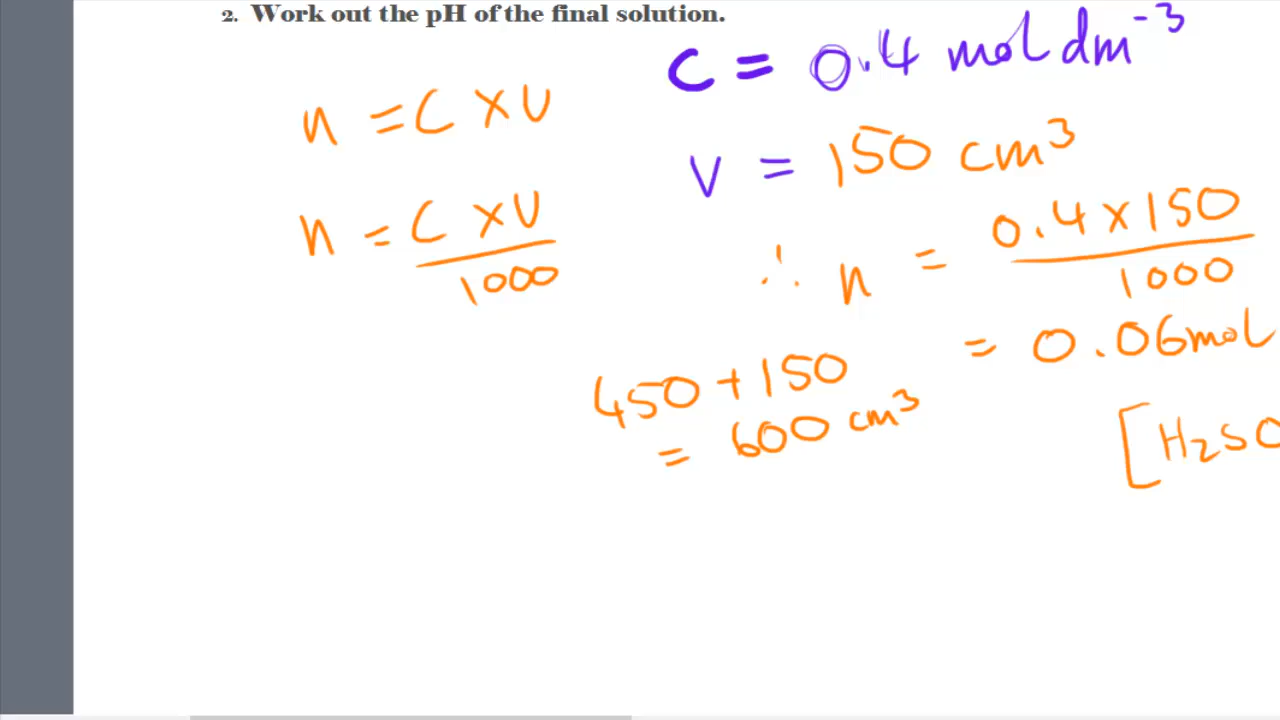 2. Work out the pH of the final solution.
C = 0.4 mol dm⁻³
n = C × V
V = 150 cm³
n = C × V / 1000
∴ n = 0.4 × 150 / 1000
= 0.06 mol
450 + 150
= 600 cm³
[H₂SO